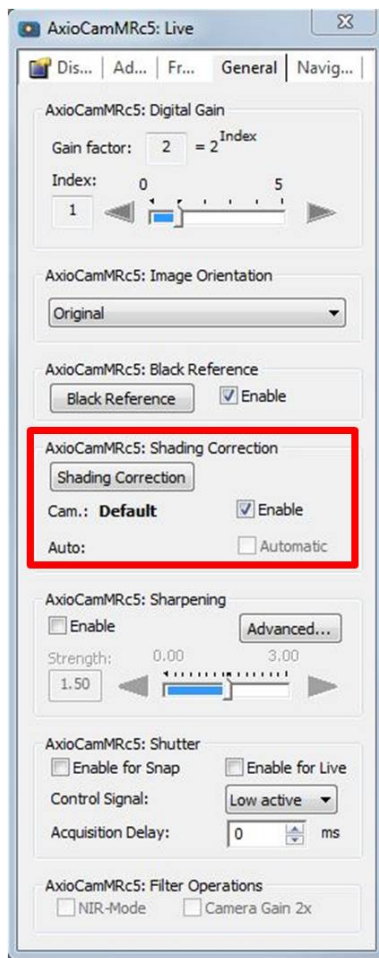 AxioCamMRc5: Live
Dis... Ad... Fr... General Navig...
AxioCamMRc5: Digital Gain
Gain factor: 2 = 2^Index
Index: 0 5
1
AxioCamMRc5: Image Orientation
Original
AxioCamMRc5: Black Reference
Black Reference Enable
AxioCamMRc5: Shading Correction
Shading Correction
Cam.: Default Enable
Auto: Automatic
AxioCamMRc5: Sharpening
Enable Advanced...
Strength: 0.00 3.00
1.50
AxioCamMRc5: Shutter
Enable for Snap Enable for Live
Control Signal: Low active
Acquisition Delay: 0 ms
AxioCamMRc5: Filter Operations
NIR-Mode Camera Gain 2x